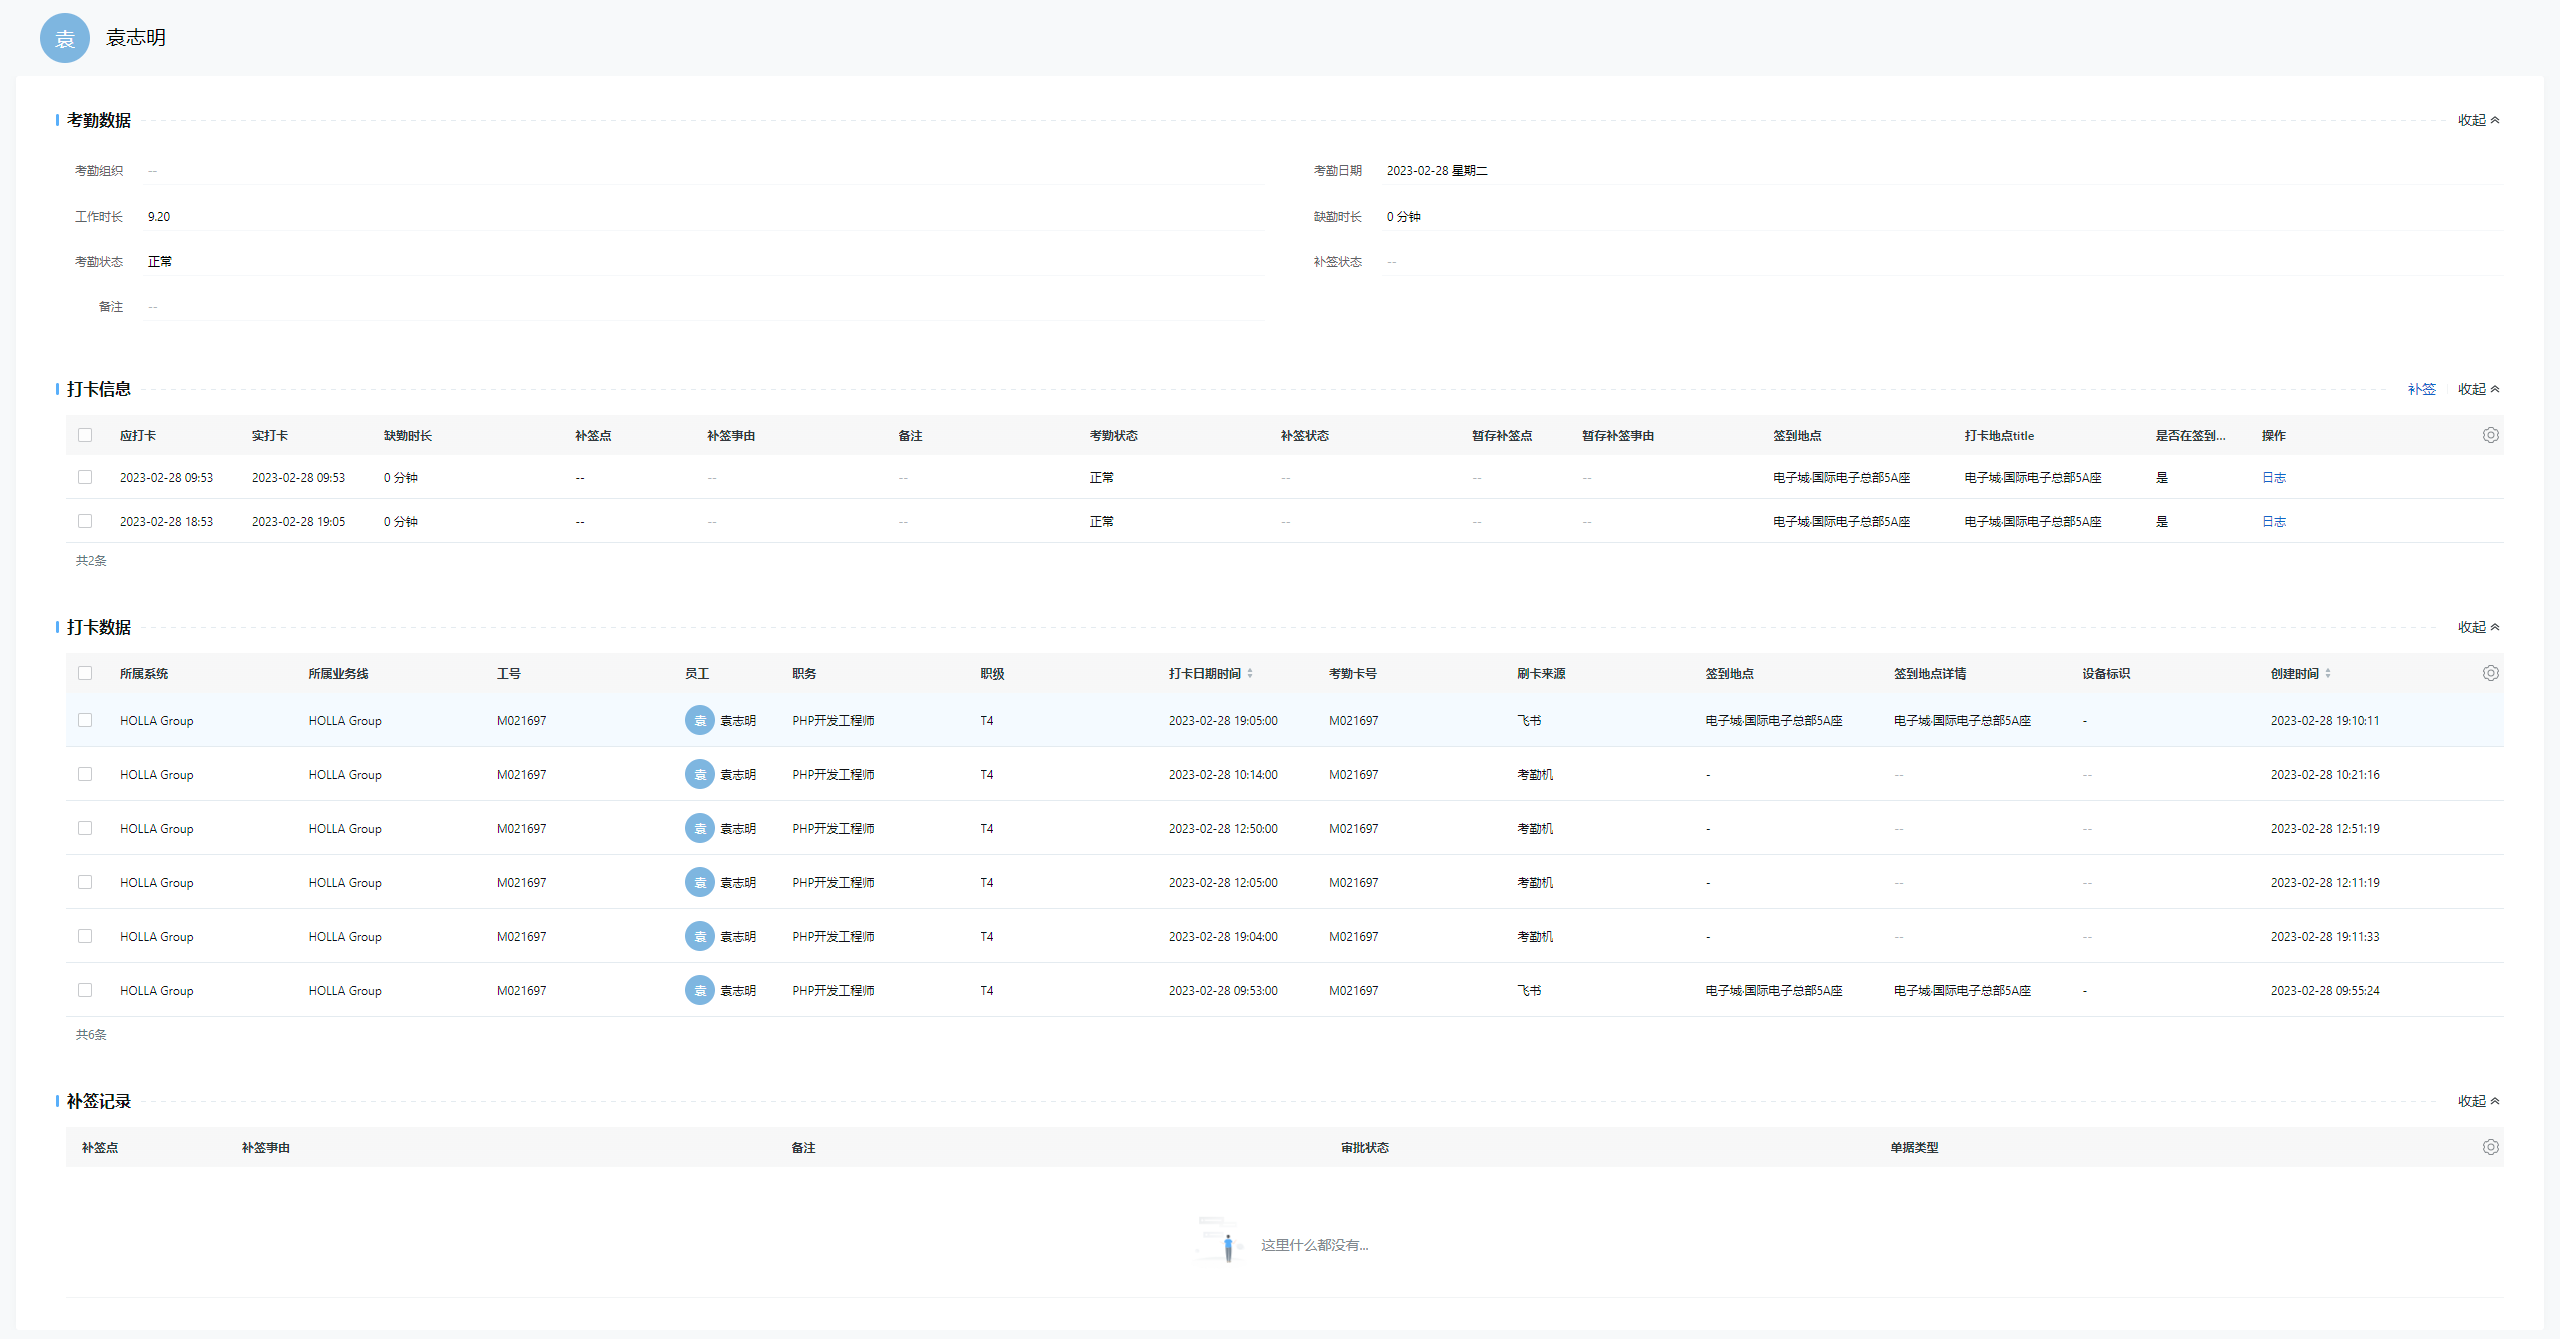 袁 袁志明
考勤数据 收起
考勤组织 -- 考勤日期 2023-02-28 星期二
工作时长 9.20 缺勤时长 0 分钟
考勤状态 正常 补签状态 --
备注 --
打卡信息 补签 收起
应打卡 实打卡 缺勤时长 补签点 补签事由 备注 考勤状态 补签状态 暂存补签点 暂存补签事由 签到地点 打卡地点title 是否在签到... 操作
2023-02-28 09:53 2023-02-28 09:53 0 分钟 -- -- -- 正常 -- -- -- 电子城·国际电子总部5A座 电子城·国际电子总部5A座 是 日志
2023-02-28 18:53 2023-02-28 19:05 0 分钟 -- -- -- 正常 -- -- -- 电子城·国际电子总部5A座 电子城·国际电子总部5A座 是 日志
共2条
打卡数据 收起
所属系统 所属业务线 工号 员工 职务 职级 打卡日期时间 考勤卡号 刷卡来源 签到地点 签到地点详情 设备标识 创建时间
HOLLA Group HOLLA Group M021697 袁 袁志明 PHP开发工程师 T4 2023-02-28 19:05:00 M021697 飞书 电子城·国际电子总部5A座 电子城·国际电子总部5A座 - 2023-02-28 19:10:11
HOLLA Group HOLLA Group M021697 袁 袁志明 PHP开发工程师 T4 2023-02-28 10:14:00 M021697 考勤机 - -- -- 2023-02-28 10:21:16
HOLLA Group HOLLA Group M021697 袁 袁志明 PHP开发工程师 T4 2023-02-28 12:50:00 M021697 考勤机 - -- -- 2023-02-28 12:51:19
HOLLA Group HOLLA Group M021697 袁 袁志明 PHP开发工程师 T4 2023-02-28 12:05:00 M021697 考勤机 - -- -- 2023-02-28 12:11:19
HOLLA Group HOLLA Group M021697 袁 袁志明 PHP开发工程师 T4 2023-02-28 19:04:00 M021697 考勤机 - -- -- 2023-02-28 19:11:33
HOLLA Group HOLLA Group M021697 袁 袁志明 PHP开发工程师 T4 2023-02-28 09:53:00 M021697 飞书 电子城·国际电子总部5A座 电子城·国际电子总部5A座 - 2023-02-28 09:55:24
共6条
补签记录 收起
补签点 补签事由 备注 审批状态 单据类型
这里什么都没有...